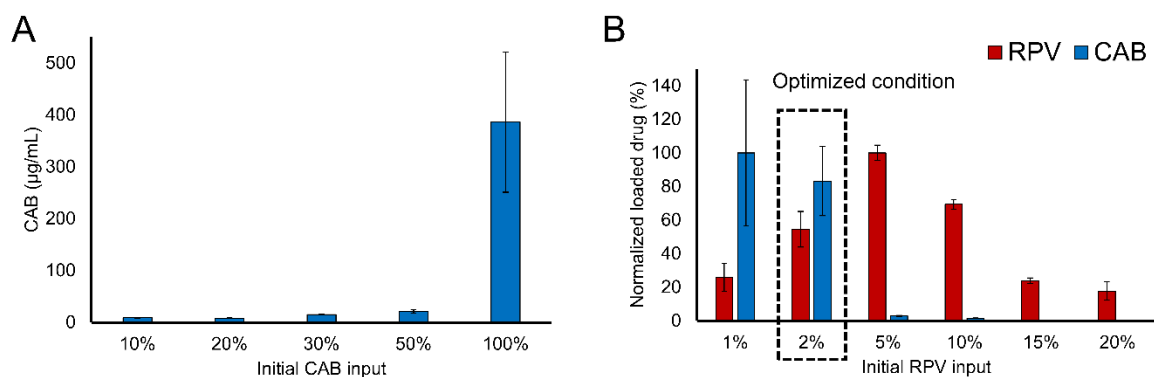 A
CAB (µg/mL)
500
400
300
200
100
0
10% 20% 30% 50% 100%
Initial CAB input
B
RPV CAB
Optimized condition
Normalized loaded drug (%)
140
120
100
80
60
40
20
0
1% 2% 5% 10% 15% 20%
Initial RPV input